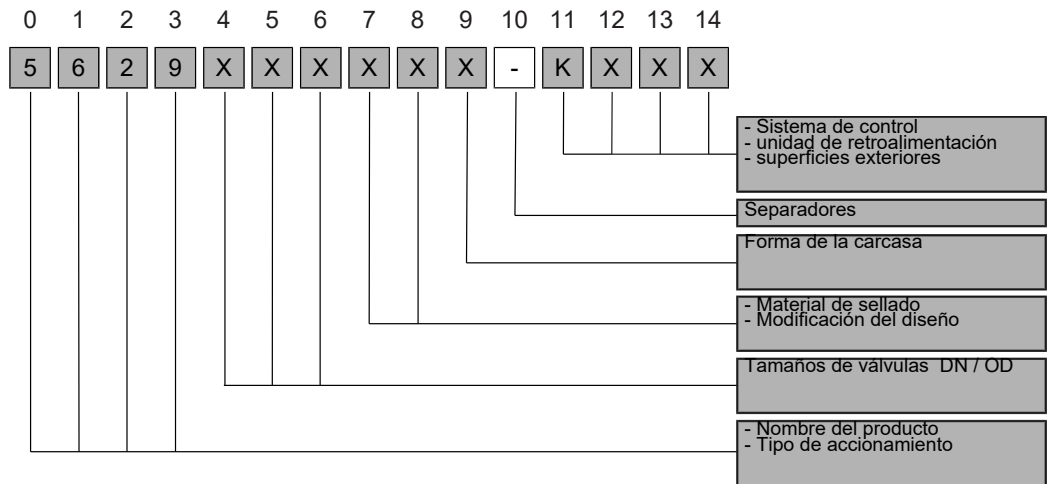 0 1 2 3 4 5 6 7 8 9 10 11 12 13 14
5 6 2 9 X X X X X X - K X X X
- Sistema de control
- unidad de retroalimentación
- superficies exteriores
Separadores
Forma de la carcasa
- Material de sellado
- Modificación del diseño
Tamaños de válvulas DN / OD
- Nombre del producto
- Tipo de accionamiento